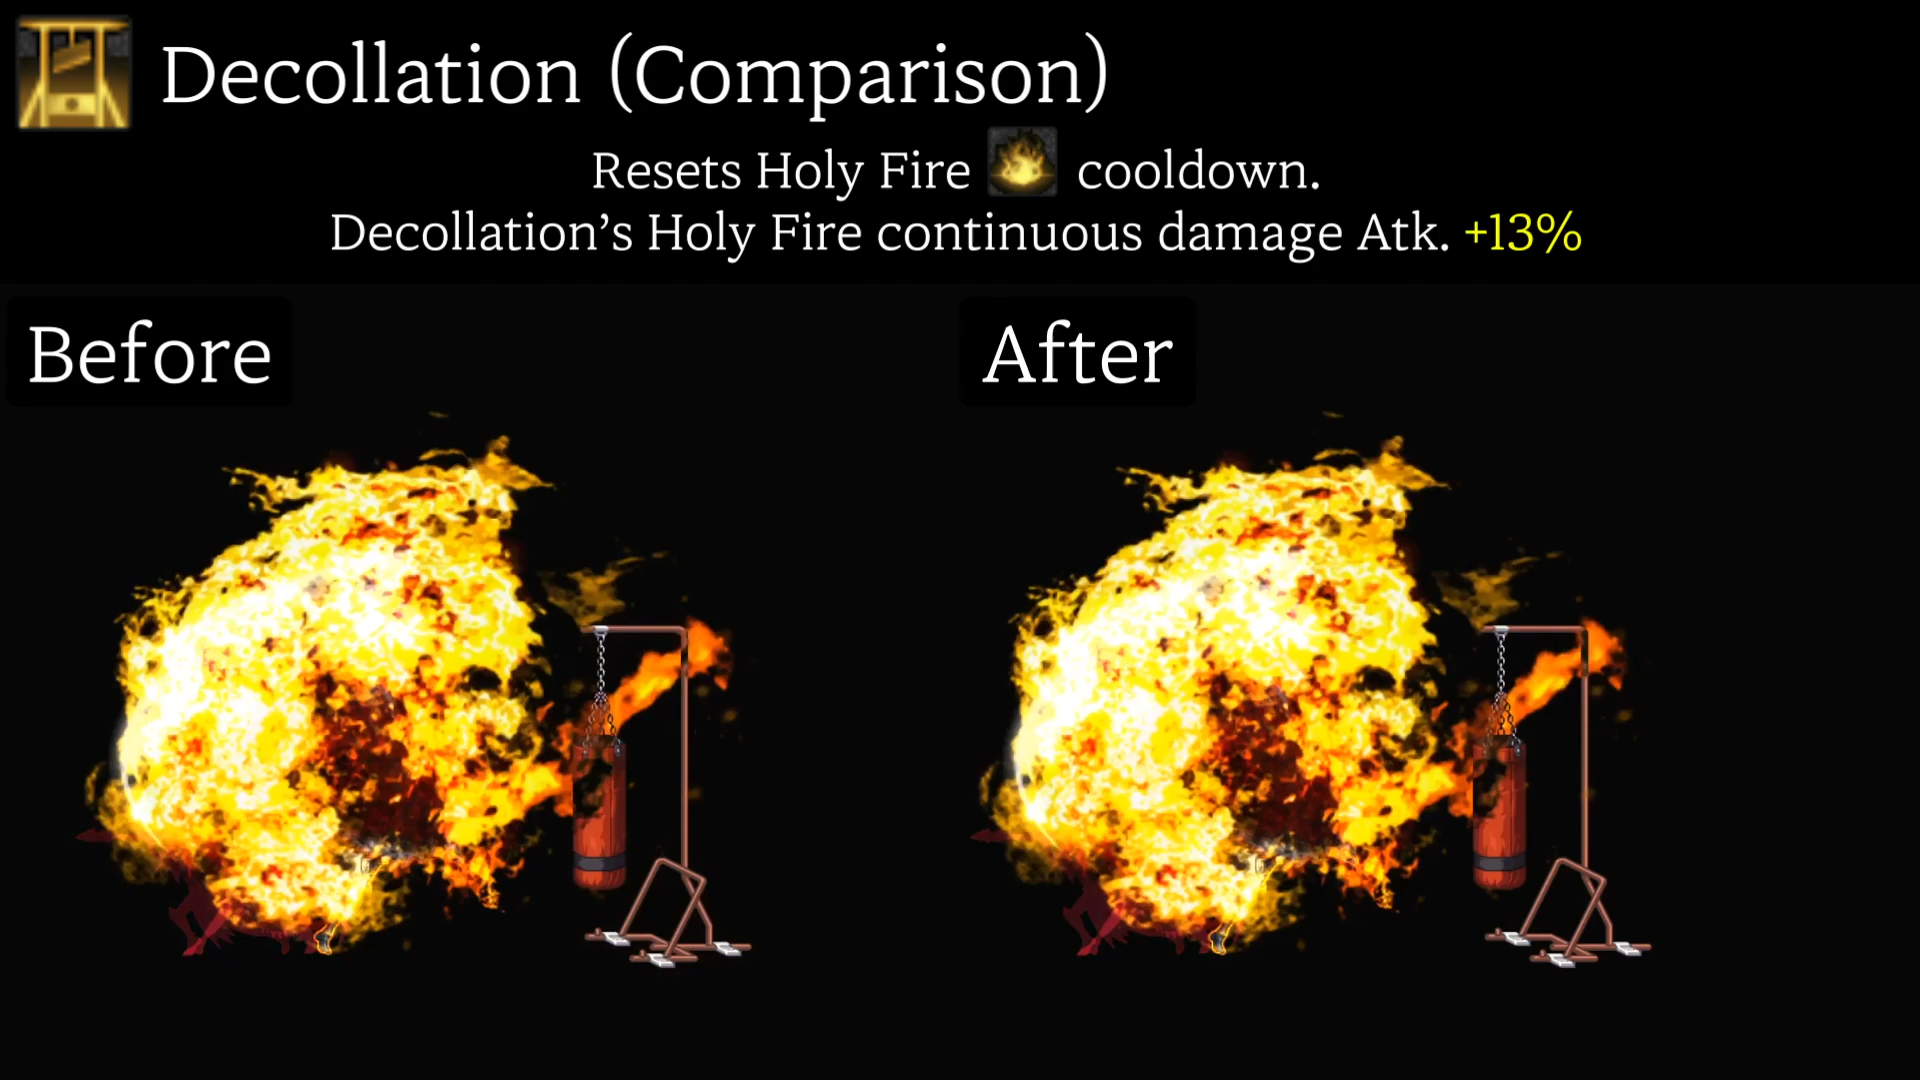 Decollation (Comparison)
Resets Holy Fire cooldown.
Decollation’s Holy Fire continuous damage Atk. +13%
Before
After